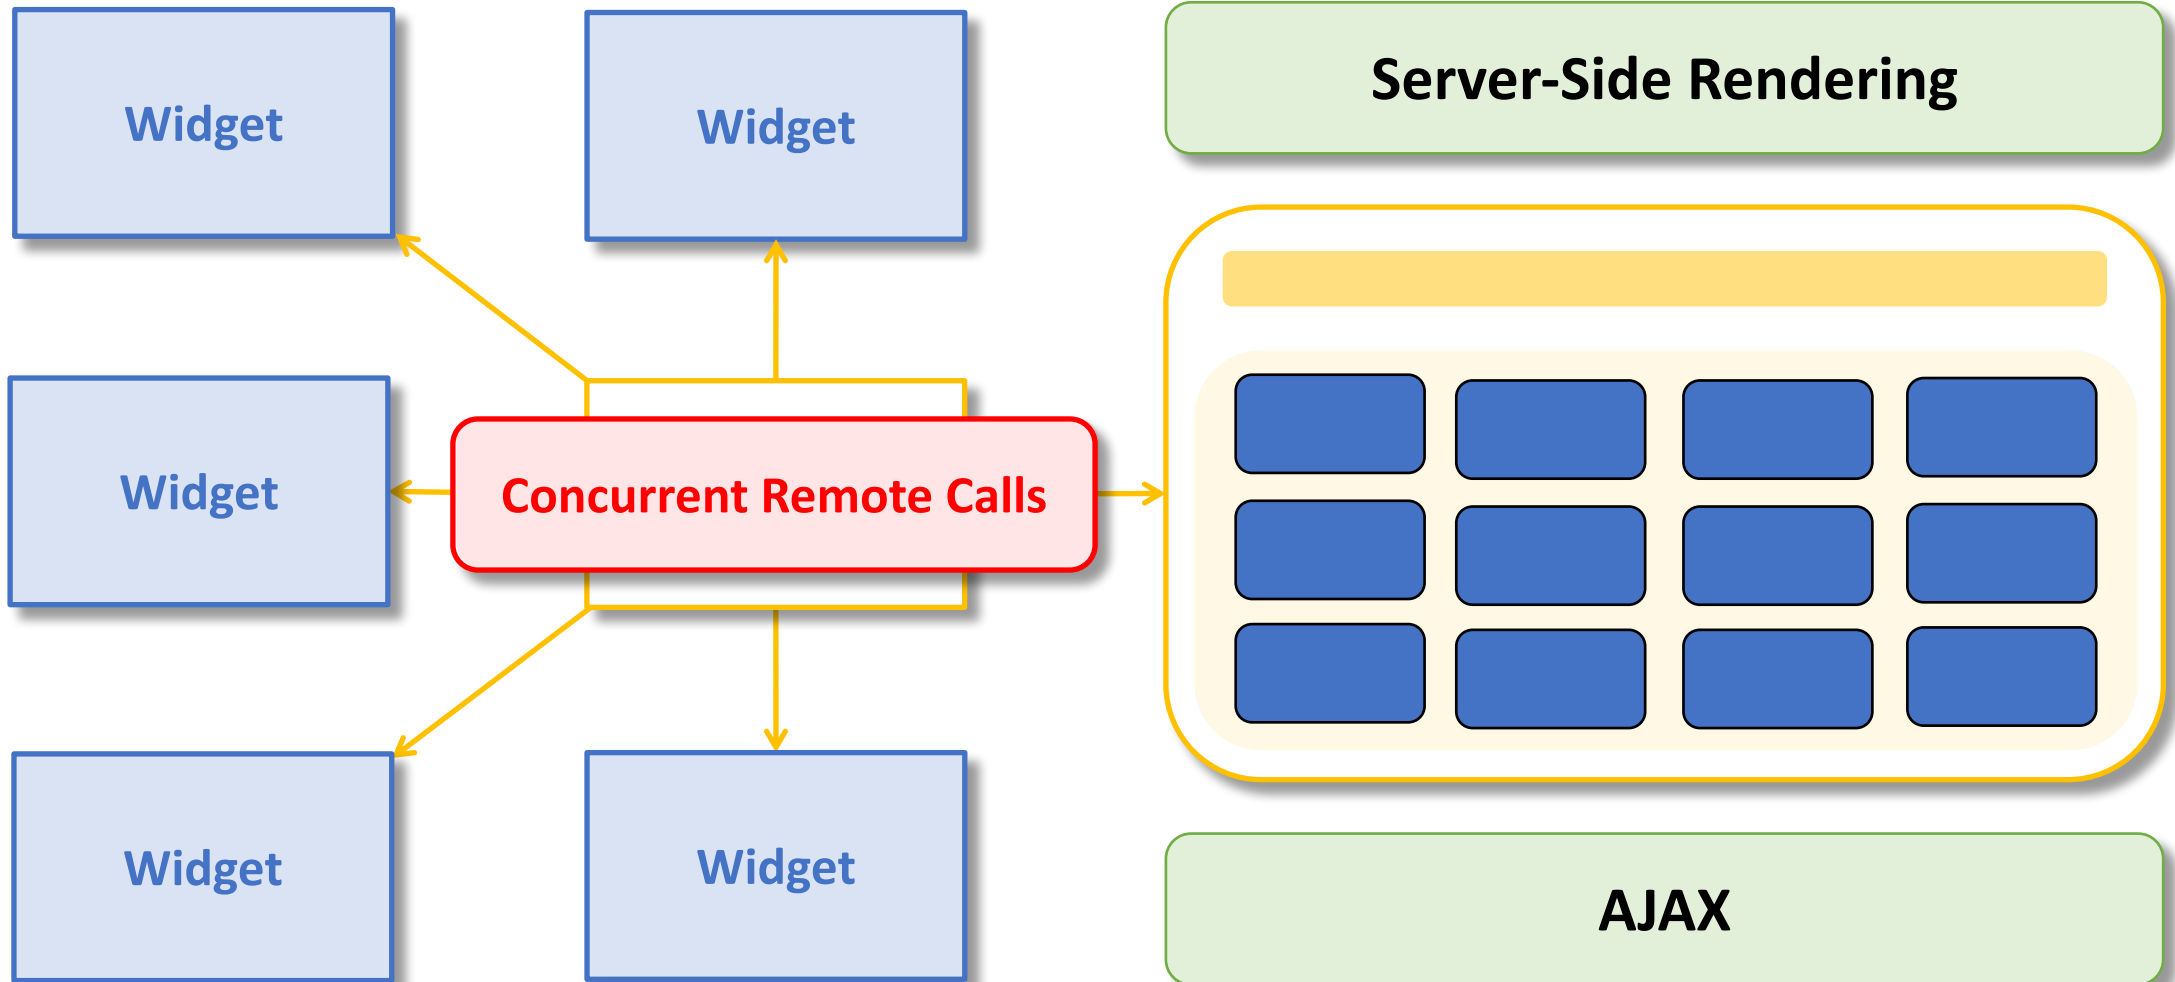 Widget
Widget
Server-Side Rendering
Widget
Concurrent Remote Calls
Widget
Widget
AJAX